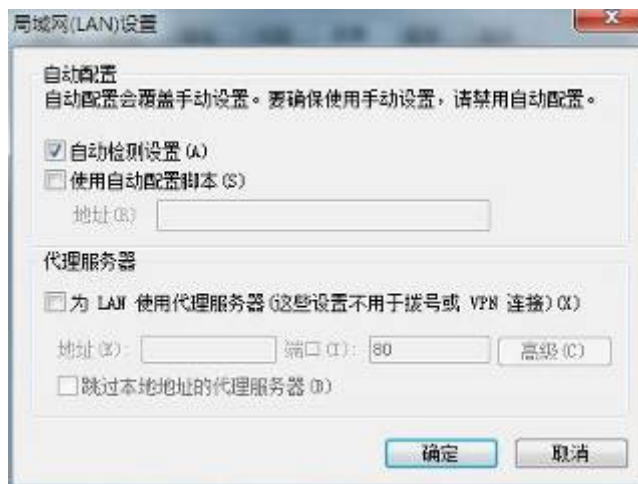 局域网(LAN)设置
自动配置
自动配置会覆盖手动设置。要确保使用手动设置，请禁用自动配置。
自动检测设置(A)
使用自动配置脚本(S)
地址(R)
代理服务器
为 LAN 使用代理服务器(这些设置不用于拨号或 VPN 连接)(X)
地址(E): 端口(T): 80 高级(C)
跳过本地地址的代理服务器(B)
确定 取消